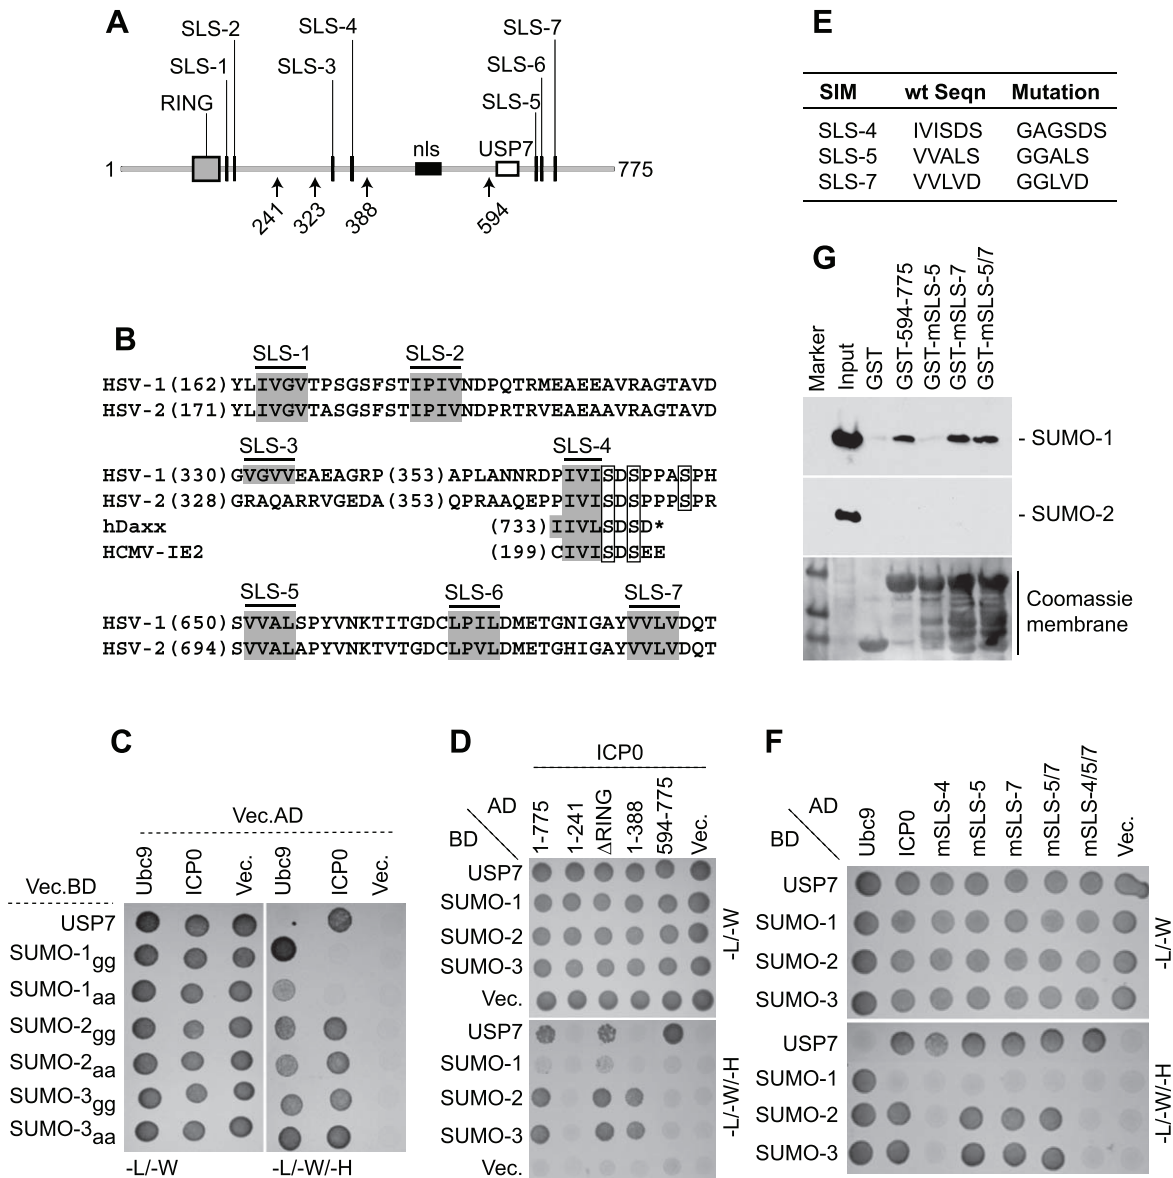 A
SLS-2
SLS-4
SLS-7
SLS-1
SLS-3
SLS-6
RING
SLS-5
nls
USP7
1
775
241
323
388
594
B
SLS-1
SLS-2
HSV-1(162)YLIVGVTPSGSFSTIPIVNDPQTRMEAEEAVRAGTAVD
HSV-2(171)YLIVGVTASGSFSTIPIVNDPRTRVEAEAAVRAGTAVD
SLS-3
SLS-4
HSV-1(330)GVGVVEAEAGRP(353)APLANNRDPIVISDSPPASPH
HSV-2(328)GRAQARRVGEDA(353)QPRAAQEPPIVISDSPPPSPR
hDaxx (733)IIVLSDSD*
HCMV-IE2 (199)CIVISDSEE
SLS-5
SLS-6
SLS-7
HSV-1(650)SVVALSPYVNKTITGDCLPILDMETGNIGAYVVLVDQT
HSV-2(694)SVVALAPYVNKTVTGDCLPVLDMETGHIGAYVVLVDQT
E
SIM wt Seqn Mutation
SLS-4 IVISDS GAGSDS
SLS-5 VVALS GGALS
SLS-7 VVLVD GGLVD
G
Marker
Input
GST
GST-594-775
GST-mSLS-5
GST-mSLS-7
GST-mSLS-5/7
- SUMO-1
- SUMO-2
Coomassie
membrane
C
Vec.AD
Vec.BD
Ubc9
ICP0
Vec.
Ubc9
ICP0
Vec.
USP7
SUMO-1gg
SUMO-1aa
SUMO-2gg
SUMO-2aa
SUMO-3gg
SUMO-3aa
-L/-W
-L/-W/-H
D
ICP0
AD
BD
1-775
1-241
ΔRING
1-388
594-775
Vec.
USP7
SUMO-1
SUMO-2
SUMO-3
Vec.
-L/-W
USP7
SUMO-1
SUMO-2
SUMO-3
Vec.
-L/-W/-H
F
AD
BD
Ubc9
ICP0
mSLS-4
mSLS-5
mSLS-7
mSLS-5/7
mSLS-4/5/7
Vec.
USP7
SUMO-1
SUMO-2
SUMO-3
-L/-W
USP7
SUMO-1
SUMO-2
SUMO-3
-L/-W/-H